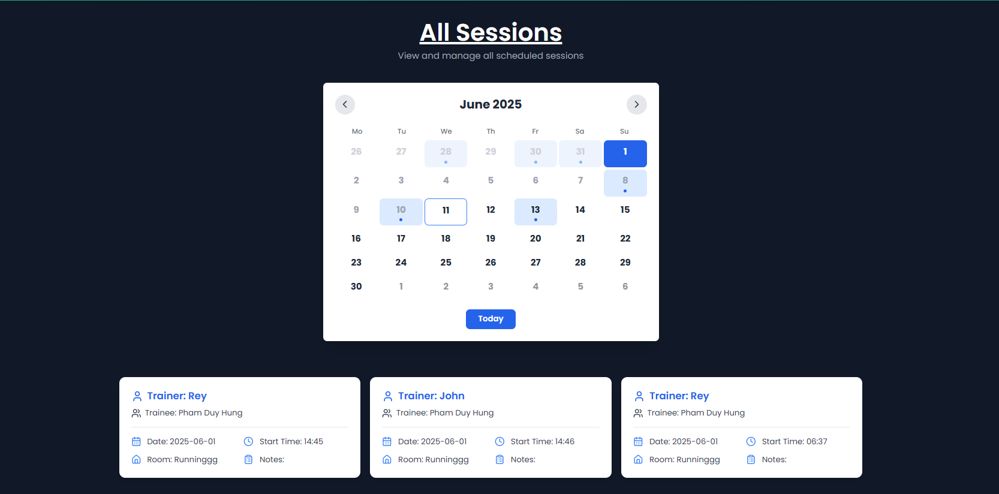 All Sessions
View and manage all scheduled sessions
June 2025
Mo Tu We Th Fr Sa Su
26 27 28 29 30 31 1
2 3 4 5 6 7 8
9 10 11 12 13 14 15
16 17 18 19 20 21 22
23 24 25 26 27 28 29
30 1 2 3 4 5 6
Today
Trainer: Rey
Trainee: Pham Duy Hung
Date: 2025-06-01 Start Time: 14:45
Room: Runninggg Notes:
Trainer: John
Trainee: Pham Duy Hung
Date: 2025-06-01 Start Time: 14:46
Room: Runninggg Notes:
Trainer: Rey
Trainee: Pham Duy Hung
Date: 2025-06-01 Start Time: 06:37
Room: Runninggg Notes: